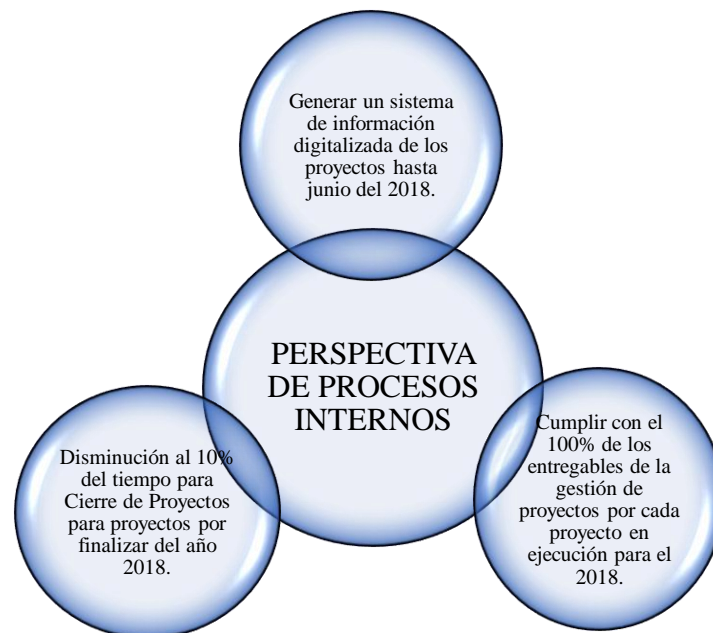 Generar un sistema
de información
digitalizada de los
proyectos hasta
junio del 2018.
PERSPECTIVA
DE PROCESOS
INTERNOS
Disminución al 10%
del tiempo para
Cierre de Proyectos
para proyectos por
finalizar del año
2018.
Cumplir con el
100% de los
entregables de la
gestión de
proyectos por cada
proyecto en
ejecución para el
2018.